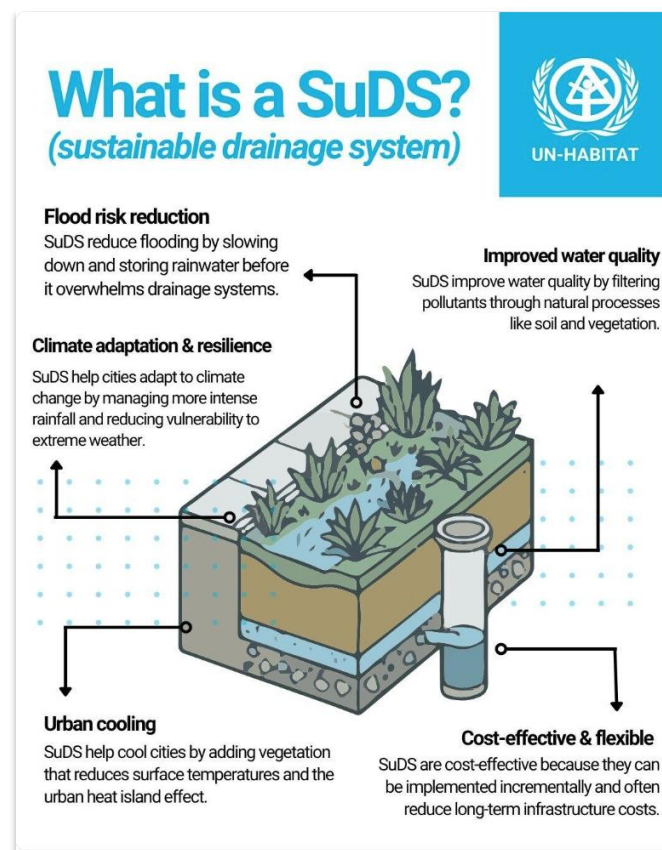 What is a SuDS?
(sustainable drainage system)
UN-HABITAT
Flood risk reduction
SuDS reduce flooding by slowing
down and storing rainwater before
it overwhelms drainage systems.
Improved water quality
SuDS improve water quality by filtering
pollutants through natural processes
like soil and vegetation.
Climate adaptation & resilience
SuDS help cities adapt to climate
change by managing more intense
rainfall and reducing vulnerability to
extreme weather.
Urban cooling
SuDS help cool cities by adding vegetation
that reduces surface temperatures and the
urban heat island effect.
Cost-effective & flexible
SuDS are cost-effective because they can
be implemented incrementally and often
reduce long-term infrastructure costs.